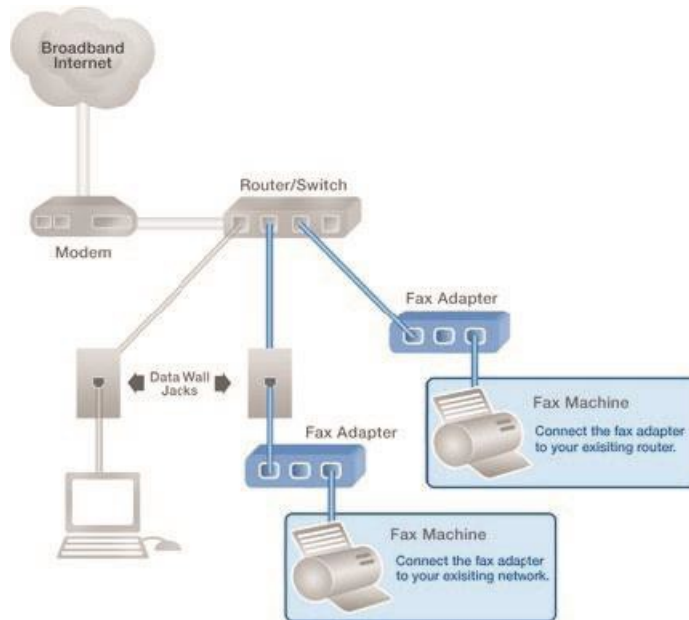 Broadband
Internet
Router/Switch
Modem
Fax Adapter
Data Wall
Jacks
Fax Machine
Connect the fax adapter
to your exisiting router.
Fax Adapter
Fax Machine
Connect the fax adapter
to your exisiting network.